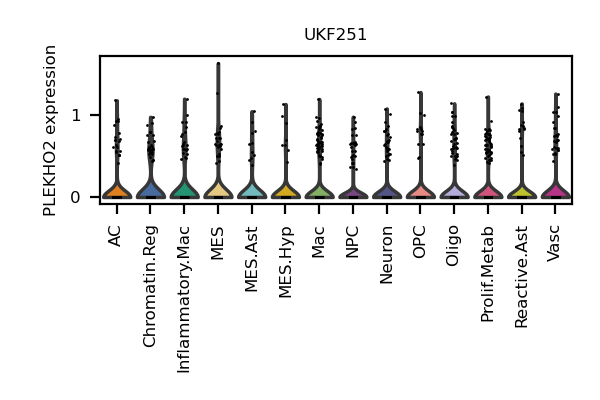 UKF251
PLEKHO2 expression
1
0
AC
Chromatin.Reg
Inflammatory.Mac
MES
MES.Ast
MES.Hyp
Mac
NPC
Neuron
OPC
Oligo
Prolif.Metab
Reactive.Ast
Vasc